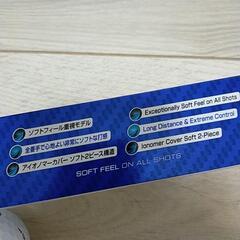 ソフトフィール重視モデル
全番手で心地よい非常にソフトな打感
アイオノマーカバー ソフト2ピース構造
Exceptionally Soft Feel on All Shots
Long Distance & Extreme Control
Ionomer Cover Soft 2-Piece
SOFT FEEL ON ALL SHOTS